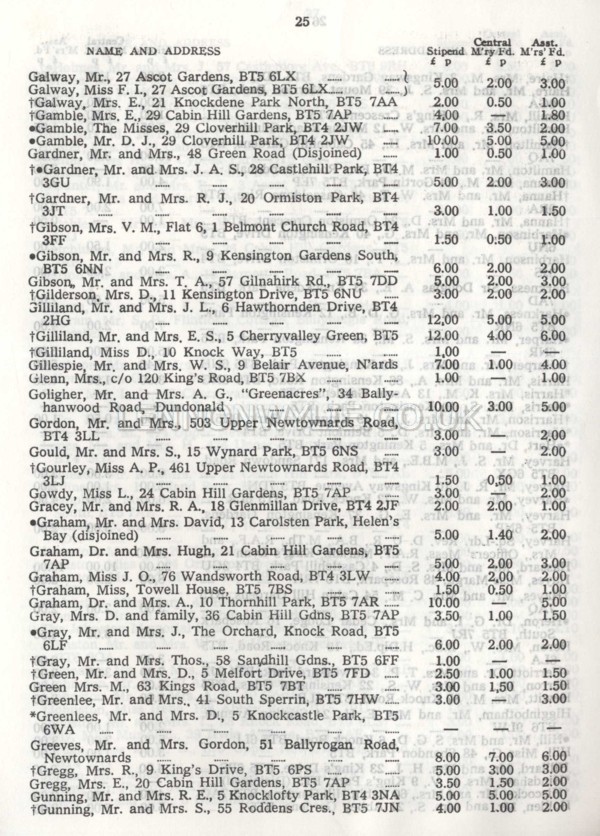 25
Central Asst.
NAME AND ADDRESS Stipend M'ry Fd. M'rs' Fd.
£ p £ p £ p
Galway, Mr., 27 Ascot Gardens, BT5 6LX ...... ......}
Galway, Miss F. I., 27 Ascot Gardens, BT5 6LX...... ......} 5.00 2.00 3.00
†Galway, Mrs. E., 21 Knockdene Park North, BT5 7AA 2.00 0.50 1.00
†Gamble, Mrs. E., 29 Cabin Hill Gardens, BT5 7AP ...... 4.00 — 1.80
●Gamble, The Misses, 29 Cloverhill Park, BT4 2JW ...... 7.00 3.50 2.00
●Gamble, Mr. D. J., 29 Cloverhill Park, BT4 2JW ...... 10.00 5.00 5.00
Gardner, Mr. and Mrs., 48 Green Road (Disjoined) ...... 1.00 0.50 1.00
†●Gardner, Mr. and Mrs. J. A. S., 28 Castlehill Park, BT4
3GU ...... ...... ...... ...... ...... ...... 5.00 2.00 3.00
†Gardner, Mr. and Mrs. R. J., 20 Ormiston Park, BT4
3JT ...... ...... ...... ...... ...... ...... 3.00 1.00 1.50
†Gibson, Mrs. V. M., Flat 6, 1 Belmont Church Road, BT4
3FF ...... ...... ...... ...... ...... ...... 1.50 0.50 1.00
●Gibson, Mr. and Mrs. R., 9 Kensington Gardens South,
BT5 6NN ...... ...... ...... ...... ...... 6.00 2.00 2.00
Gibson, Mr. and Mrs. T. A., 57 Gilnahirk Rd., BT5 7DD 5.00 2.00 3.00
†Gilderson, Mrs. D., 11 Kensington Drive, BT5 6NU ...... 3.00 2.00 2.00
Gilliland, Mr. and Mrs. J. L., 6 Hawthornden Drive, BT4
2HG ...... ...... ...... ...... ...... ...... 12,00 5.00 5.00
†Gilliland, Mr. and Mrs. E. S., 5 Cherryvalley Green, BT5 12.00 4.00 6.00
†Gilliland, Miss D., 10 Knock Way, BT5 ...... ...... 1,00 — —
Gillespie, Mr. and Mrs. W. S., 9 Belair Avenue, N'ards 7.00 1.00 4.00
Glenn, Mrs., c/o 120 King's Road, BT5 7BX ...... ...... 1.00 — 1.00
Goligher, Mr. and Mrs. A. G., "Greenacres", 34 Bally-
hanwood Road, Dundonald ...... ...... ...... 10.00 3.00 5.00
Gordon, Mr. and Mrs., 503 Upper Newtownards Road,
BT4 3LL ...... ...... ...... ...... ...... 3.00 — 2,00
Gould, Mr. and Mrs. S., 15 Wynard Park, BT5 6NS ...... 3.00 — 2.00
†Gourley, Miss A. P., 461 Upper Newtownards Road, BT4
3LJ ...... ...... ...... ...... ...... ...... 1.50 0,50 1.00
Gowdy, Miss L., 24 Cabin Hill Gardens, BT5 7AP ...... 3.00 — 2.00
Gracey, Mr. and Mrs. R. A., 18 Glenmillan Drive, BT4 2JF 2.00 2.00 1.00
●Graham, Mr. and Mrs. David, 13 Carolsten Park, Helen's
Bay (disjoined) ...... ...... ...... ...... ...... 5.00 1.40 2.00
Graham, Dr. and Mrs. Hugh, 21 Cabin Hill Gardens, BT5
7AP ...... ...... ...... ...... ...... ...... 5.00 2.00 3.00
Graham, Miss J. O., 76 Wandsworth Road, BT4 3LW ...... 4.00 2,00 2.00
†Graham, Miss, Towell House, BT5 7BS ...... ...... 1.50 0.50 1.00
Graham, Dr. and Mrs. A., 10 Thornhill Park, BT5 7AR ...... 10.00 — 5.00
Gray, Mrs. D. and family, 36 Cabin Hill Gdns, BT5 7AP 3.50 1.00 1.50
●Gray, Mr. and Mrs. J., The Orchard, Knock Road, BT5
6LF ...... ...... ...... ...... ...... ...... 6.00 2.00 2.00
†Gray, Mr. and Mrs. Thos., 58 Sandhill Gdns., BT5 6FF 1.00 — —
†Green, Mr. and Mrs. D., 5 Melfort Drive, BT5 7FD ...... 2.50 1.00 1.50
Green Mrs. M., 63 Kings Road, BT5 7BT ...... ...... 3.00 1,50 1.50
†Greenlee, Mr. and Mrs., 41 South Sperrin, BT5 7HW ...... 3.00 — 3.00
*Greenlees, Mr. and Mrs. D., 5 Knockcastle Park, BT5
6WA ...... ...... ...... ...... ...... ...... — — —
Greeves, Mr. and Mrs. Gordon, 51 Ballyrogan Road,
Newtownards ...... ...... ...... ...... ...... 8.00 7.00 6.00
†Gregg, Mrs. R., 9 King's Drive, BT5 6PS ...... ...... 5.00 3.00 3.00
Gregg, Mrs. E., 20 Cabin Hill Gardens, BT5 7AP ...... 3.50 1.50 2.00
Gunning, Mr. and Mrs. R. E., 5 Knocklofty Park, BT4 3NA 5.00 5.00 5.00
†Gunning, Mr. and Mrs. S., 55 Roddens Cres., BT5 7JN 4.00 1.00 2.00